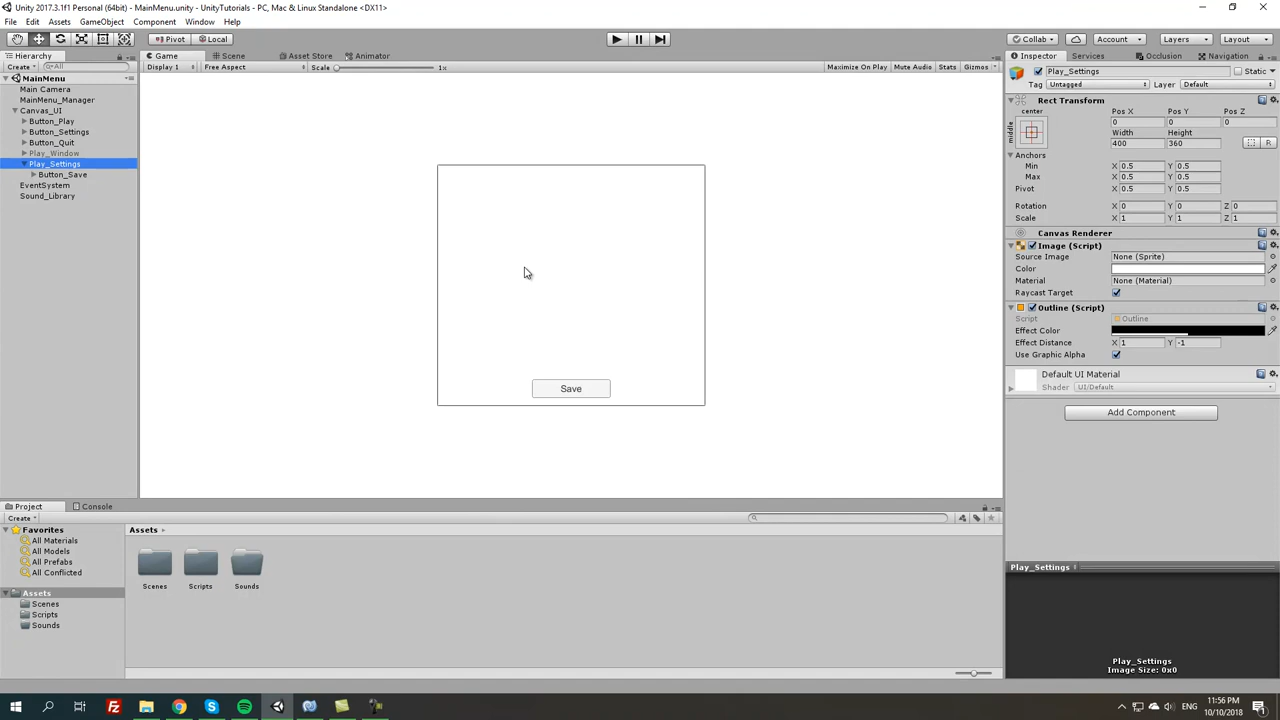 Unity 2017.3.1f1 Personal (64bit) - MainMenu.unity - UnityTutorials - PC, Mac & Linux Standalone <DX11>
File Edit Assets GameObject Component Window Help
Pivot Local Collab Account Layers Layout
Hierarchy
Create All
MainMenu
Main Camera
MainMenu_Manager
Canvas_UI
Button_Play
Button_Settings
Button_Quit
Play_Window
Play_Settings
Button_Save
EventSystem
Sound_Library
Game Scene Asset Store Animator
Display 1 Free Aspect Scale 1x Maximize On Play Mute Audio Stats Gizmos
Save
Inspector Services Occlusion Navigation
Play_Settings Static
Tag Untagged Layer Default
Rect Transform
center Pos X Pos Y Pos Z
middle 0 0 0
Width Height
400 360 R
Anchors
Min X 0.5 Y 0.5
Max X 0.5 Y 0.5
Pivot X 0.5 Y 0.5
Rotation X 0 Y 0 Z 0
Scale X 1 Y 1 Z 1
Canvas Renderer
Image (Script)
Source Image None (Sprite)
Color
Material None (Material)
Raycast Target
Outline (Script)
Script Outline
Effect Color
Effect Distance X 1 Y -1
Use Graphic Alpha
Default UI Material
Shader UI/Default
Add Component
Project Console
Create
Favorites
All Materials
All Models
All Prefabs
All Conflicted
Assets
Scenes
Scripts
Sounds
Assets
Scenes Scripts Sounds
Play_Settings
Play_Settings
Image Size: 0x0
11:56 PM
10/10/2018